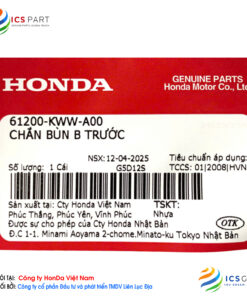 ICS PART
ICS
HONDA
GENUINE PARTS
Honda Motor Co., Ltd.
61200-KWW-A00
CHẮN BÙN B TRƯỚC
NSX: 12-04-2025
Tiêu chuẩn áp dụng:
Số lượng: 1 Cái
G5D12S
TCCS: 01|2008|HVN
Sản xuất tại: Cty Honda Việt Nam
TSKT:
Phúc Thắng, Phúc Yên, Vĩnh Phúc
Nhựa
Được sự cho phép của Cty Honda Nhật Bản
OTK
Đ.C 1-1. Minami Aoyama 2-chome.Minato-ku Tokyo Nhật Bản
TẠI: Công ty HonDa Việt Nam
Công ty cổ phần Đầu tư và phát triển TMDV Liên Lục Địa
ICS